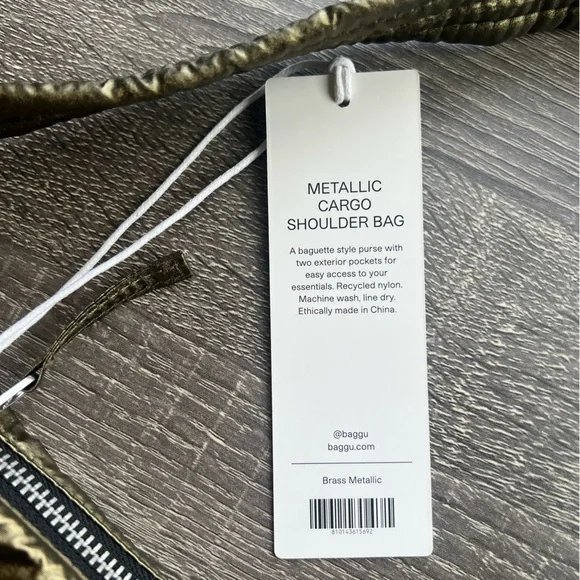 METALLIC
CARGO
SHOULDER BAG
A baguette style purse with
two exterior pockets for
easy access to your
essentials. Recycled nylon.
Machine wash, line dry.
Ethically made in China.
@baggu
baggu.com
Brass Metallic
810143615692